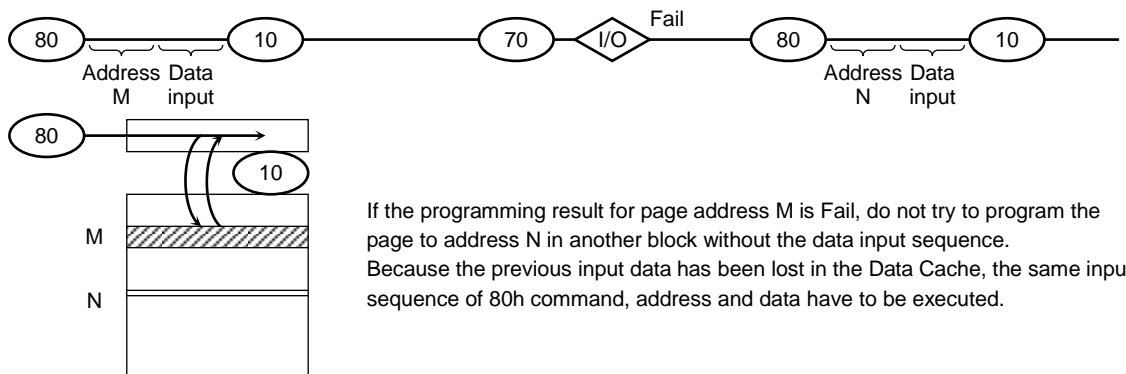 Fail
80 10 70 I/O 80 10
Address Data Address Data
M input N input
80
10
If the programming result for page address M is Fail, do not try to program the
M
page to address N in another block without the data input sequence.
Because the previous input data has been lost in the Data Cache, the same inpu
N
sequence of 80h command, address and data have to be executed.